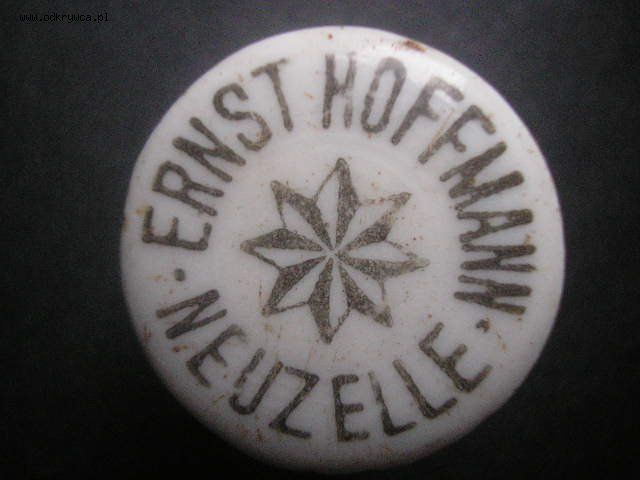 www.odkrywca.pl
ERNST HOFFMANN
· NEUZELLE ·